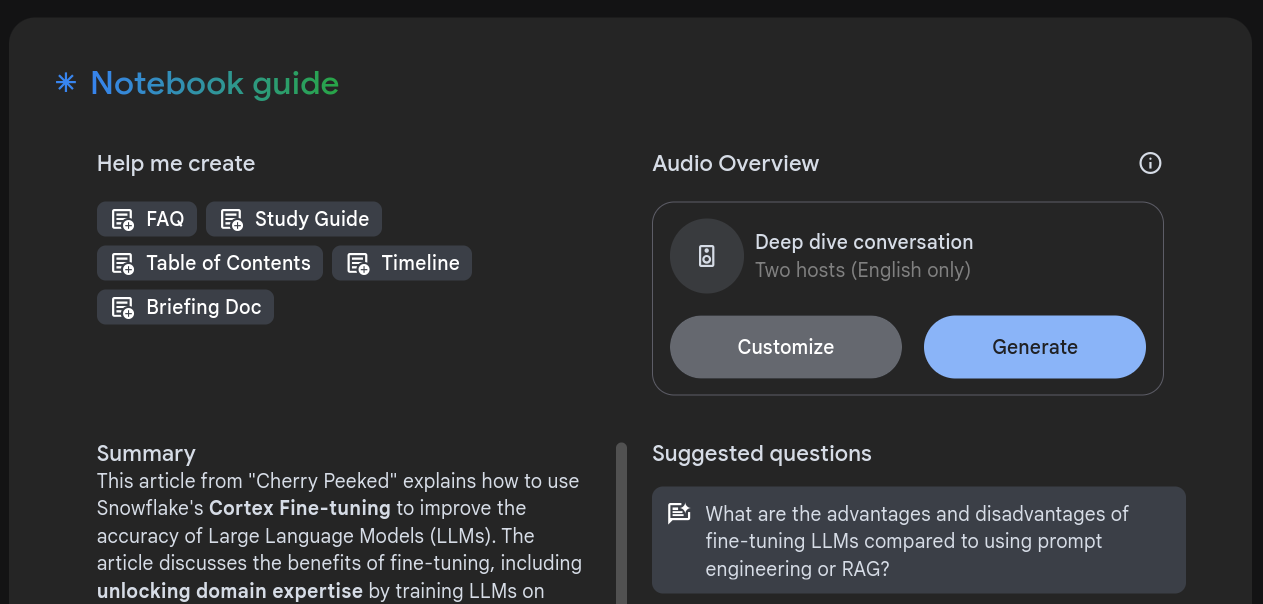 Notebook guide
Help me create
FAQ
Study Guide
Table of Contents
Timeline
Briefing Doc
Audio Overview
Deep dive conversation
Two hosts (English only)
Customize
Generate
Summary
This article from "Cherry Peeked" explains how to use
Snowflake's Cortex Fine-tuning to improve the
accuracy of Large Language Models (LLMs). The
article discusses the benefits of fine-tuning, including
unlocking domain expertise by training LLMs on
Suggested questions
What are the advantages and disadvantages of
fine-tuning LLMs compared to using prompt
engineering or RAG?